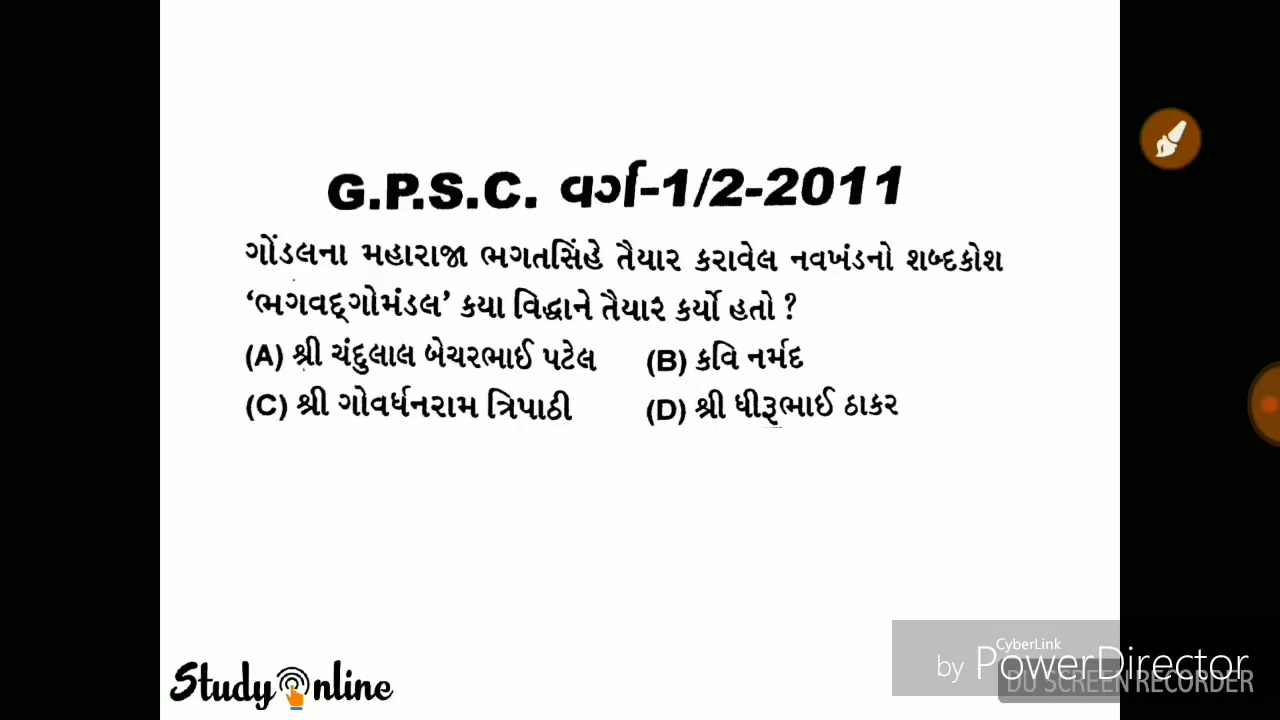 G.P.S.C. વર્ગ-1/2-2011
ગોંડલના મહારાજા ભગતસિંહે તૈયાર કરાવેલ નવખંડનો શબ્દકોશ
‘ભગવદ્ગોમંડલ’ કયા વિદ્વાને તૈયાર કર્યો હતો ?
(A) શ્રી ચંદુલાલ બેચરભાઈ પટેલ (B) કવિ નર્મદ
(C) શ્રી ગોવર્ધનરામ ત્રિપાઠી (D) શ્રી ધીરૂભાઈ ઠાકર
Study Online
CyberLink
by PowerDirector
DU SCREEN RECORDER